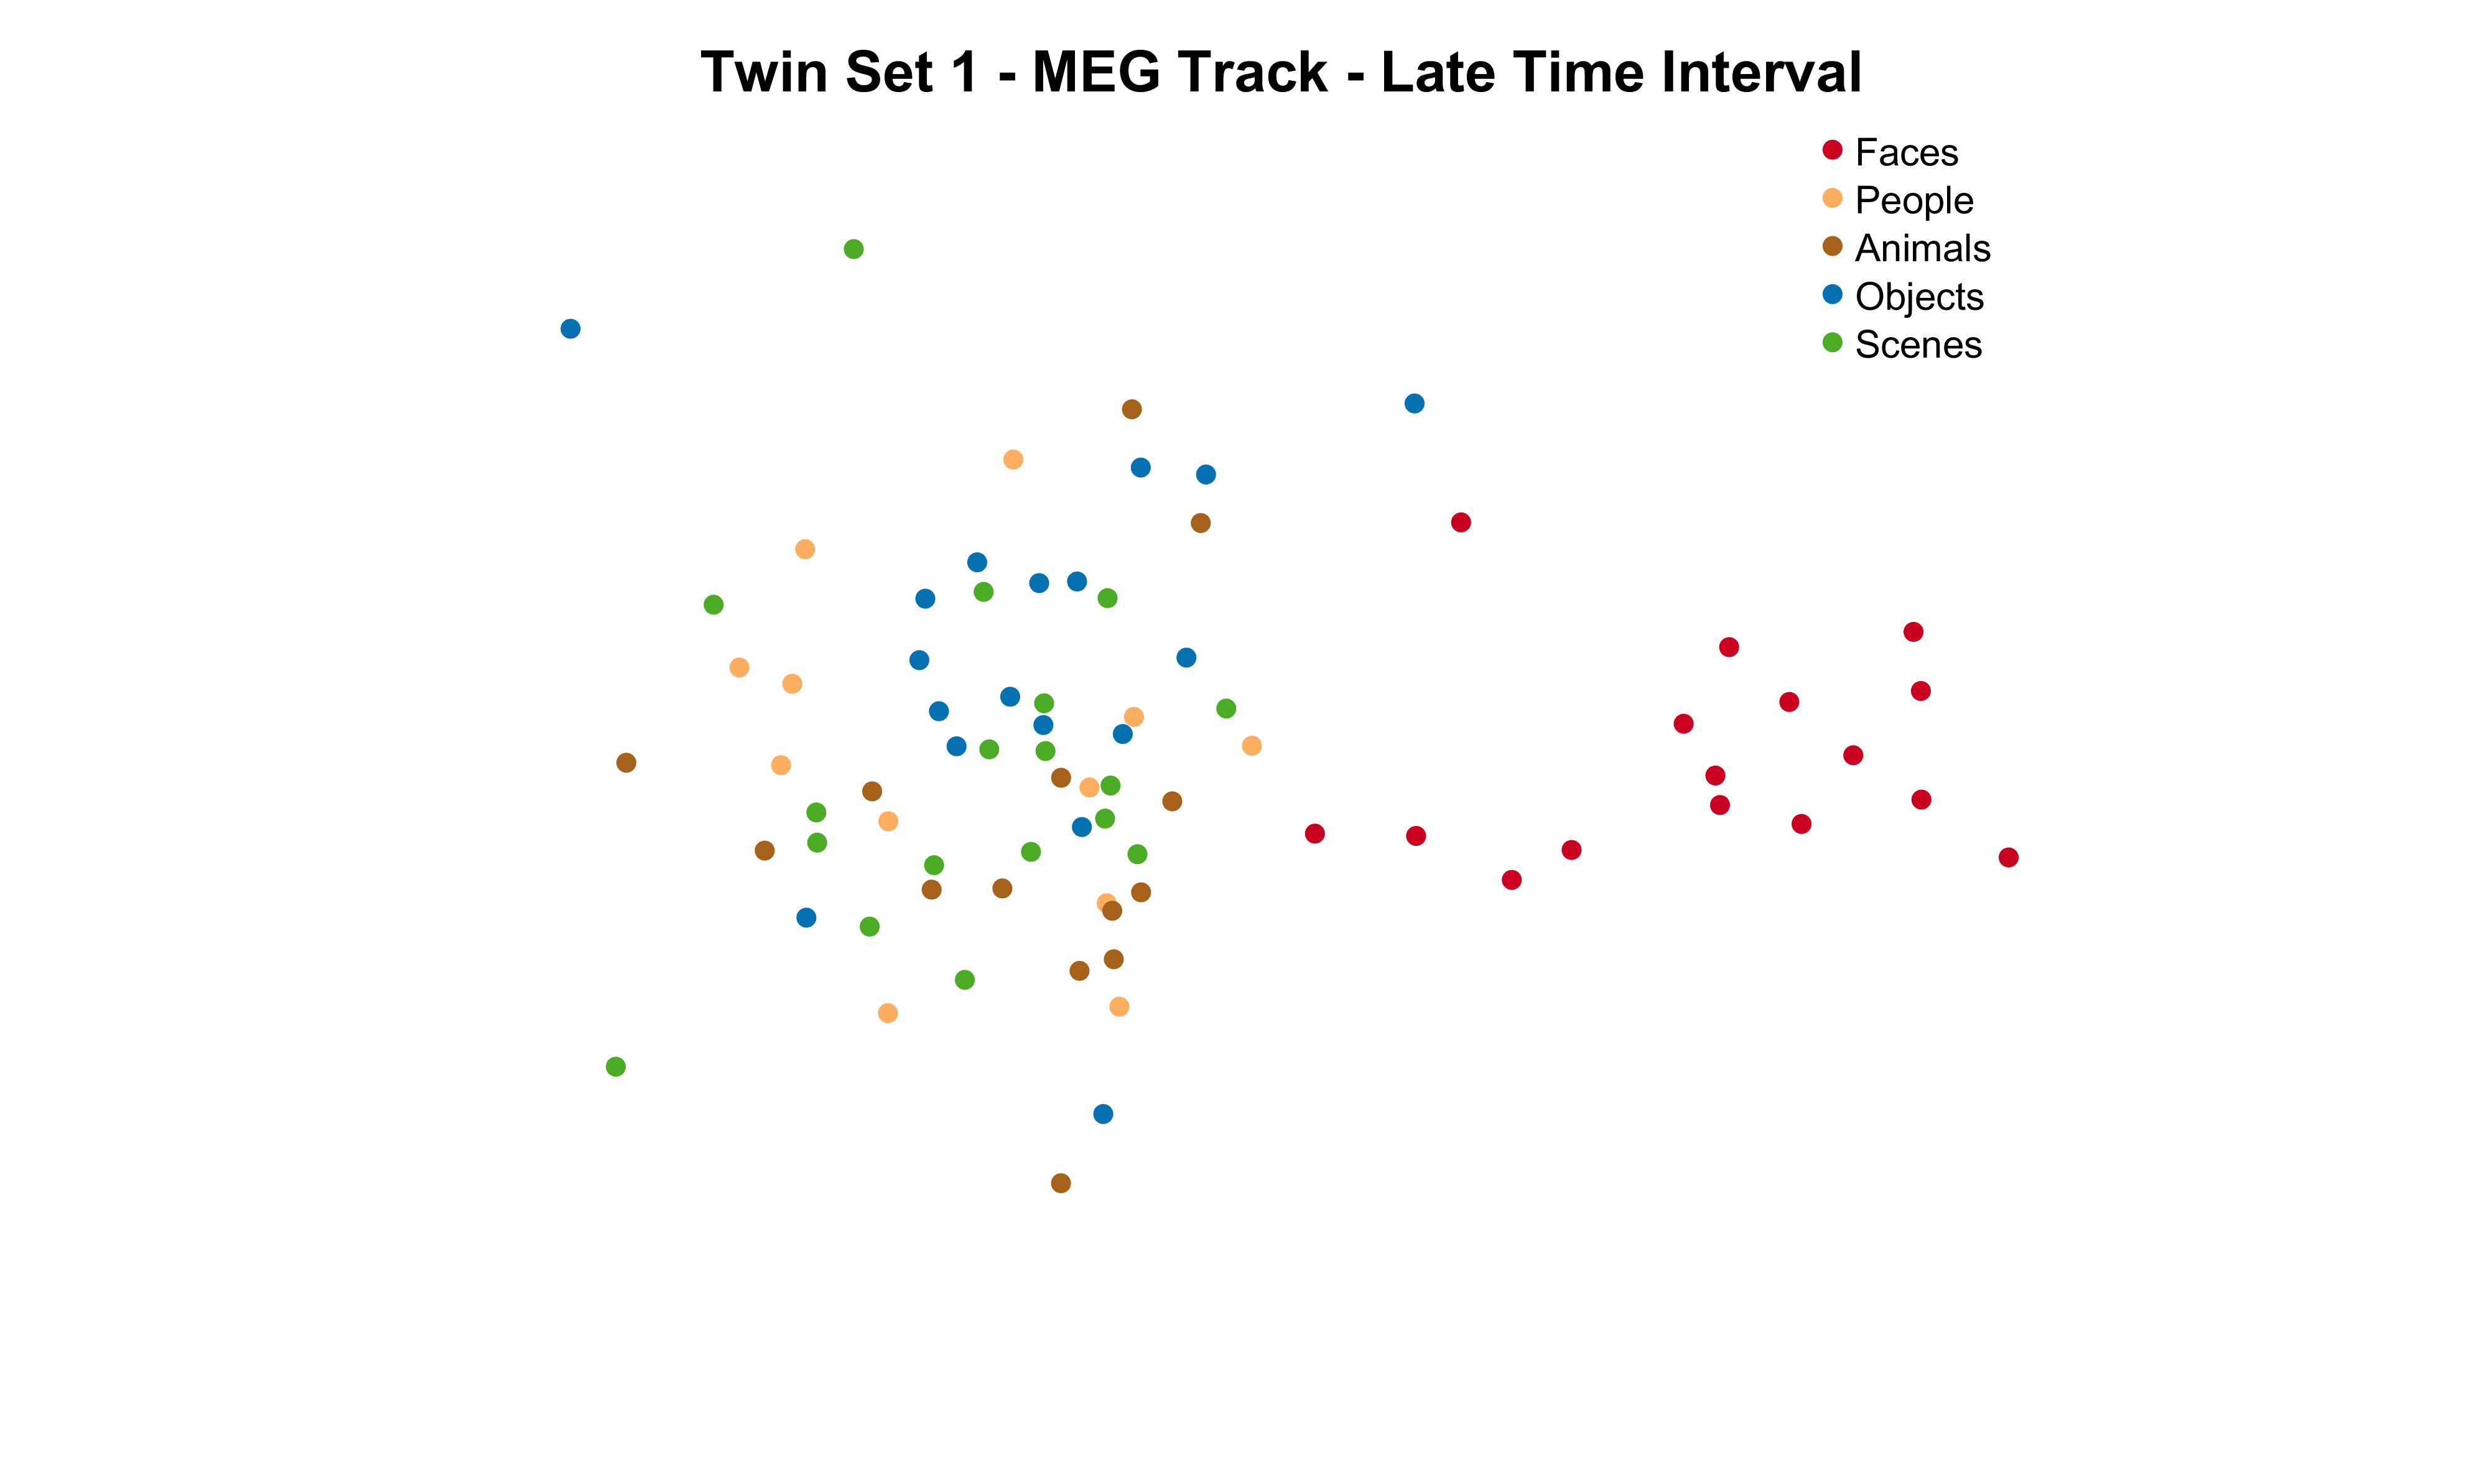 Twin Set 1 - MEG Track - Late Time Interval
Faces
People
Animals
Objects
Scenes